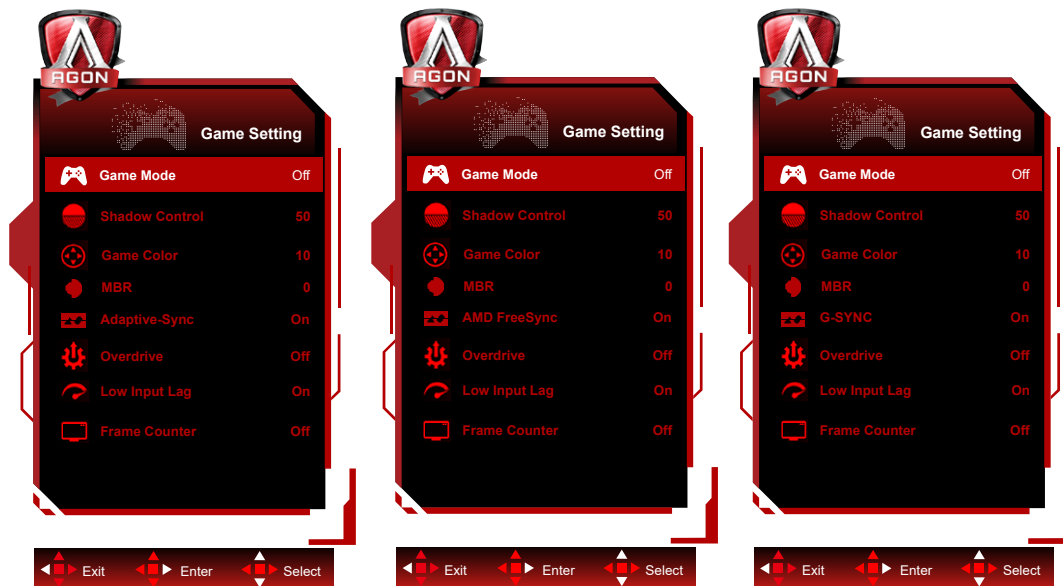 AGON
Game Setting
Game Mode Off
Shadow Control 50
Game Color 10
MBR 0
Adaptive-Sync On
Overdrive Off
Low Input Lag On
Frame Counter Off
Exit Enter Select
AGON
Game Setting
Game Mode Off
Shadow Control 50
Game Color 10
MBR 0
AMD FreeSync On
Overdrive Off
Low Input Lag On
Frame Counter Off
Exit Enter Select
AGON
Game Setting
Game Mode Off
Shadow Control 50
Game Color 10
MBR 0
G-SYNC On
Overdrive Off
Low Input Lag On
Frame Counter Off
Exit Enter Select